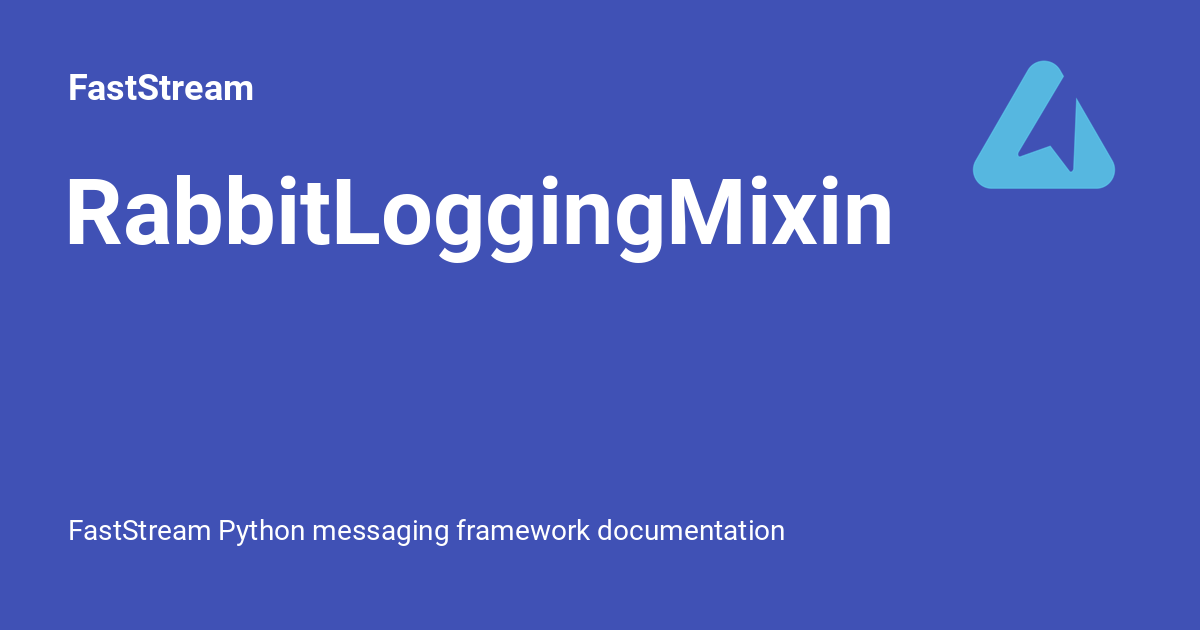 FastStream
RabbitLoggingMixin
FastStream Python messaging framework documentation